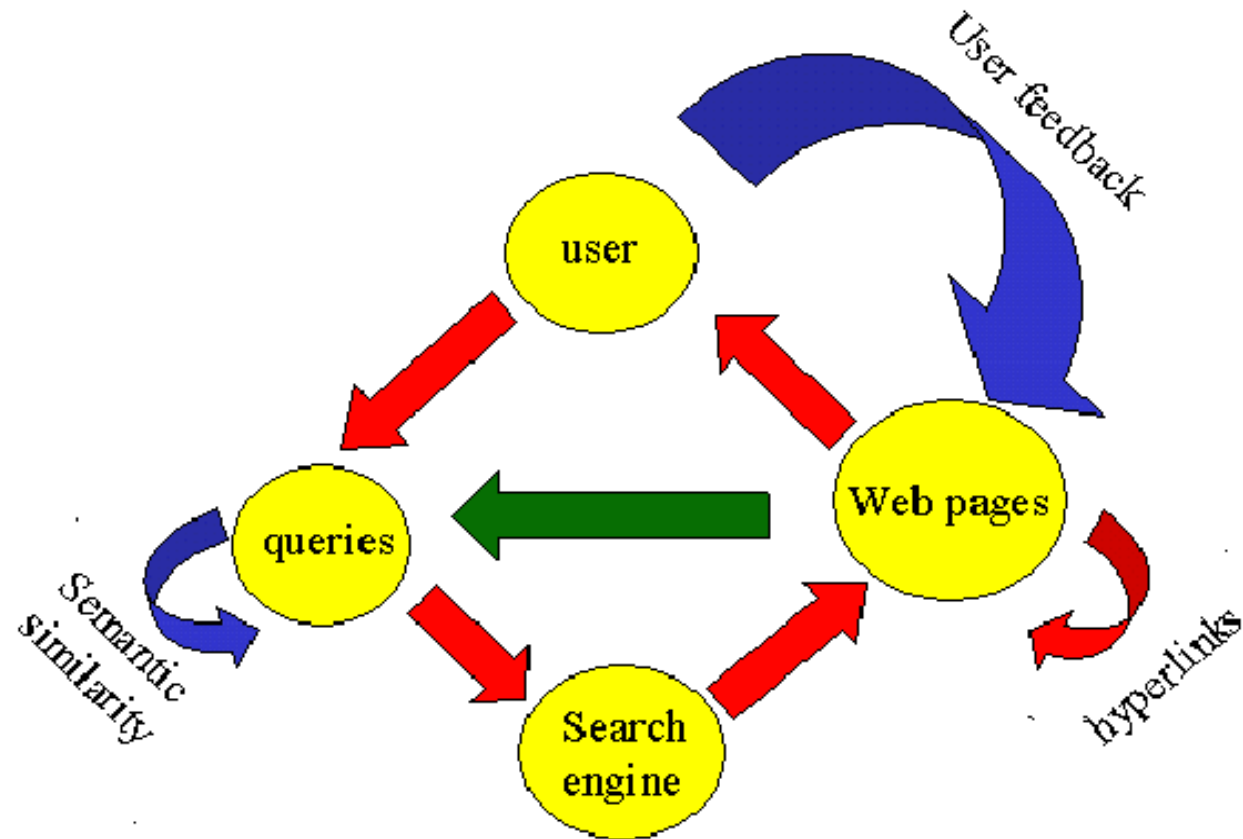 User feedback
user
Web pages
queries
Semantic
similarity
hyperlinks
Search
engine